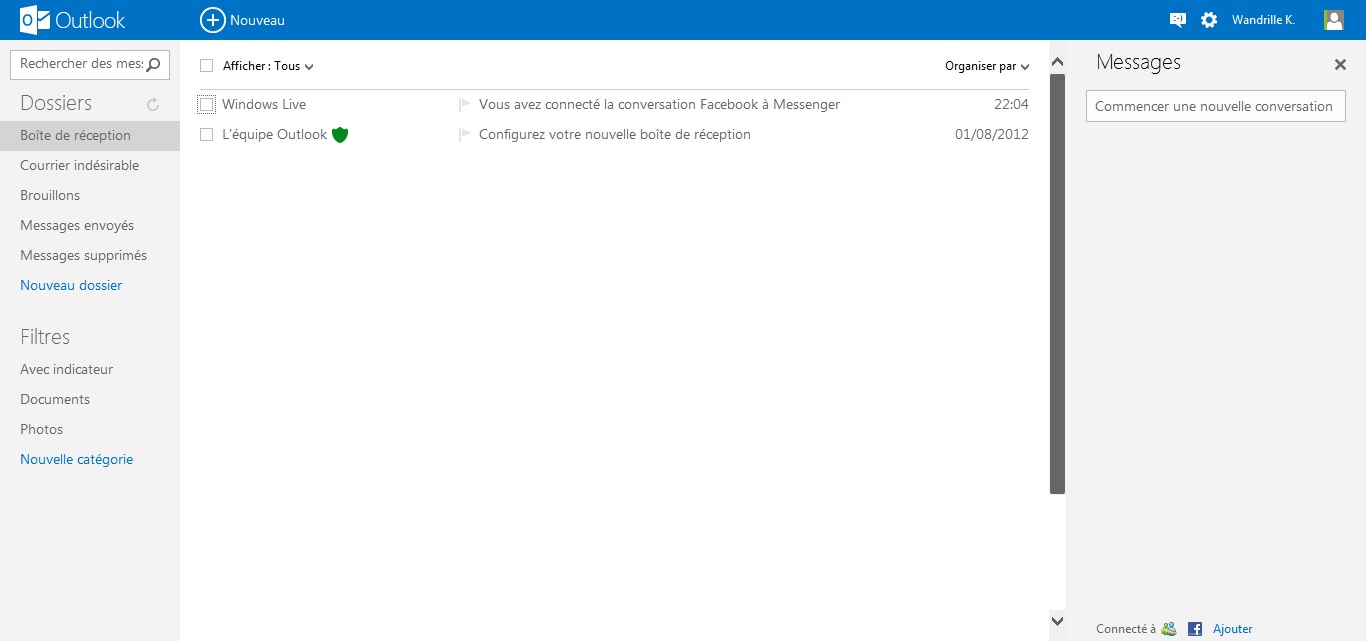 Outlook
Nouveau
Wandrille K.
Rechercher des mes
Dossiers
Boîte de réception
Courrier indésirable
Brouillons
Messages envoyés
Messages supprimés
Nouveau dossier
Filtres
Avec indicateur
Documents
Photos
Nouvelle catégorie
Afficher : Tous
Organiser par
Windows Live Vous avez connecté la conversation Facebook à Messenger 22:04
L'équipe Outlook Configurez votre nouvelle boîte de réception 01/08/2012
Messages
Commencer une nouvelle conversation
Connecté à Ajouter